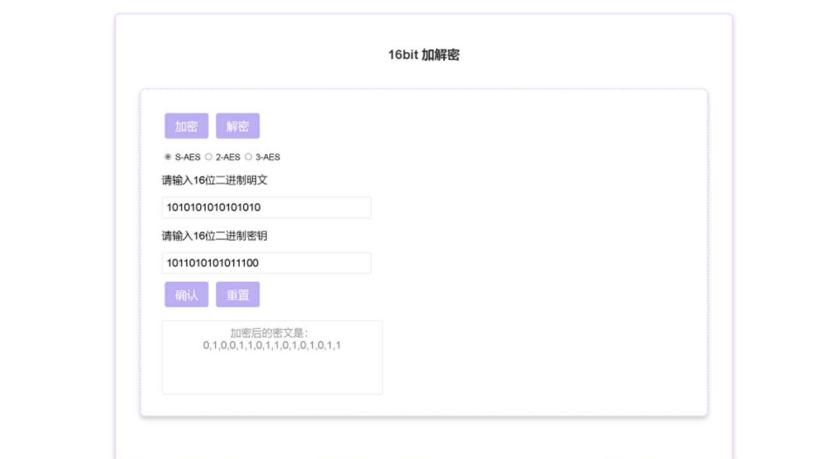 16bit 加解密
加密 解密
S-AES 2-AES 3-AES
请输入16位二进制明文
1010101010101010
请输入16位二进制密钥
1011010101011100
确认 重置
加密后的密文是：
0,1,0,0,1,1,0,1,1,0,1,0,1,0,1,1